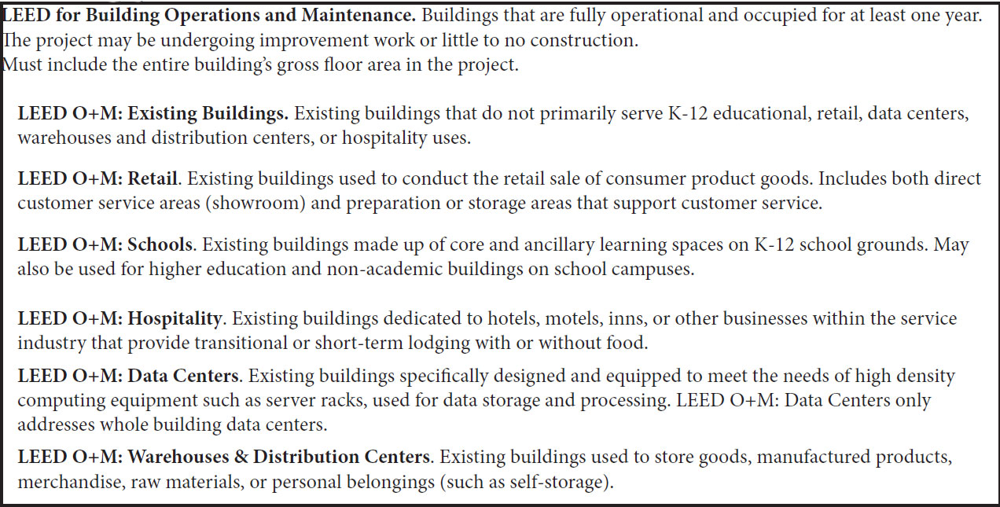 LEED for Building Operations and Maintenance. Buildings that are fully operational and occupied for at least one year.
The project may be undergoing improvement work or little to no construction.
Must include the entire building’s gross floor area in the project.
LEED O+M: Existing Buildings. Existing buildings that do not primarily serve K-12 educational, retail, data centers,
warehouses and distribution centers, or hospitality uses.
LEED O+M: Retail. Existing buildings used to conduct the retail sale of consumer product goods. Includes both direct
customer service areas (showroom) and preparation or storage areas that support customer service.
LEED O+M: Schools. Existing buildings made up of core and ancillary learning spaces on K-12 school grounds. May
also be used for higher education and non-academic buildings on school campuses.
LEED O+M: Hospitality. Existing buildings dedicated to hotels, motels, inns, or other businesses within the service
industry that provide transitional or short-term lodging with or without food.
LEED O+M: Data Centers. Existing buildings specifically designed and equipped to meet the needs of high density
computing equipment such as server racks, used for data storage and processing. LEED O+M: Data Centers only
addresses whole building data centers.
LEED O+M: Warehouses & Distribution Centers. Existing buildings used to store goods, manufactured products,
merchandise, raw materials, or personal belongings (such as self-storage).